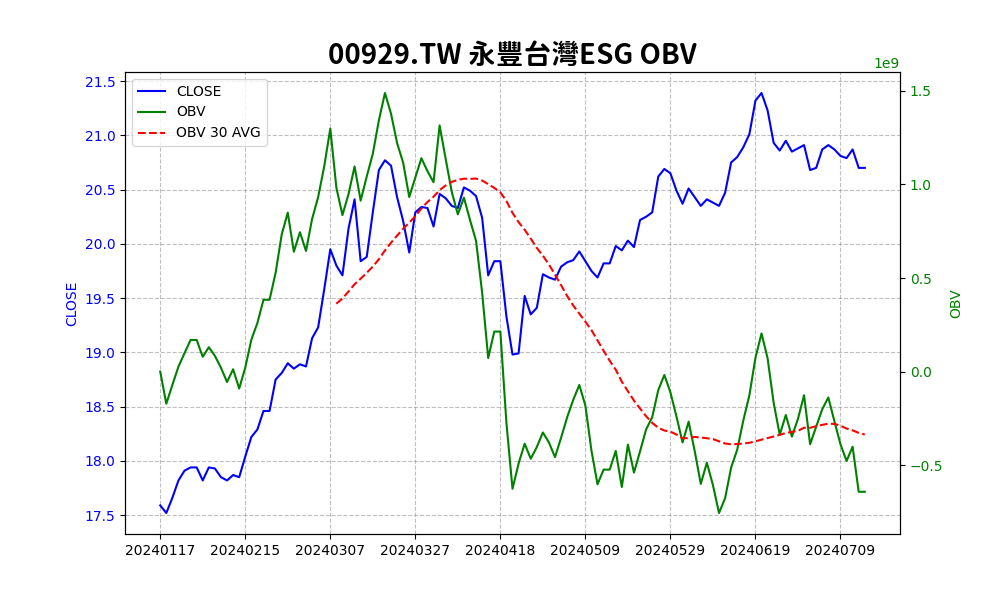 00929.TW 永豐台灣ESG OBV
1e9
CLOSE
OBV
OBV 30 AVG
21.5
21.0
20.5
20.0
19.5
19.0
18.5
18.0
17.5
CLOSE
1.5
1.0
0.5
0.0
−0.5
OBV
20240117 20240215 20240307 20240327 20240418 20240509 20240529 20240619 20240709